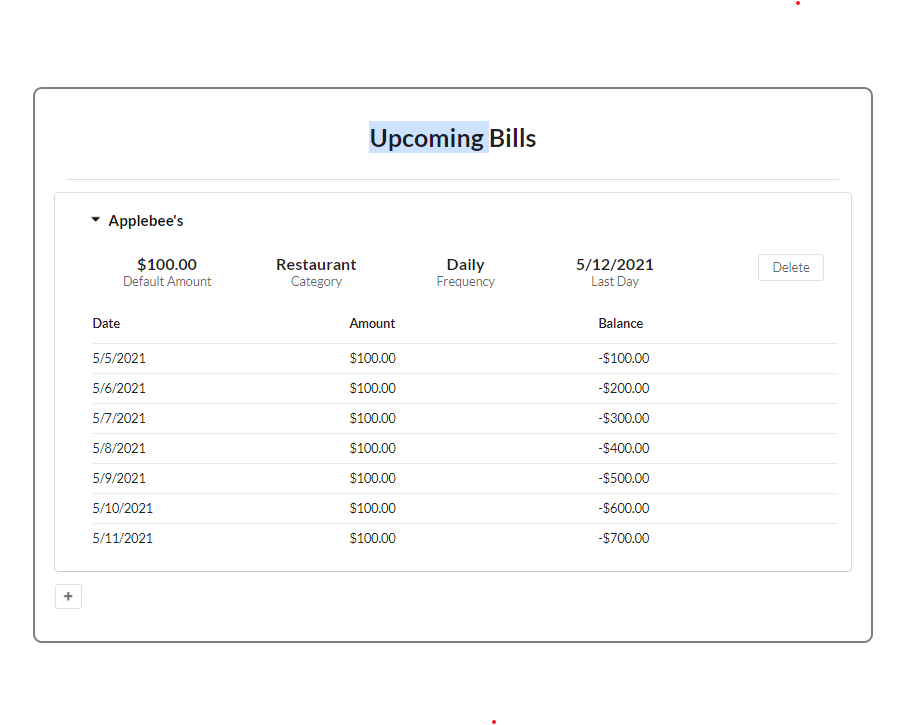 Upcoming Bills
Applebee's
$100.00 Restaurant Daily 5/12/2021 Delete
Default Amount Category Frequency Last Day
Date Amount Balance
5/5/2021 $100.00 -$100.00
5/6/2021 $100.00 -$200.00
5/7/2021 $100.00 -$300.00
5/8/2021 $100.00 -$400.00
5/9/2021 $100.00 -$500.00
5/10/2021 $100.00 -$600.00
5/11/2021 $100.00 -$700.00
+